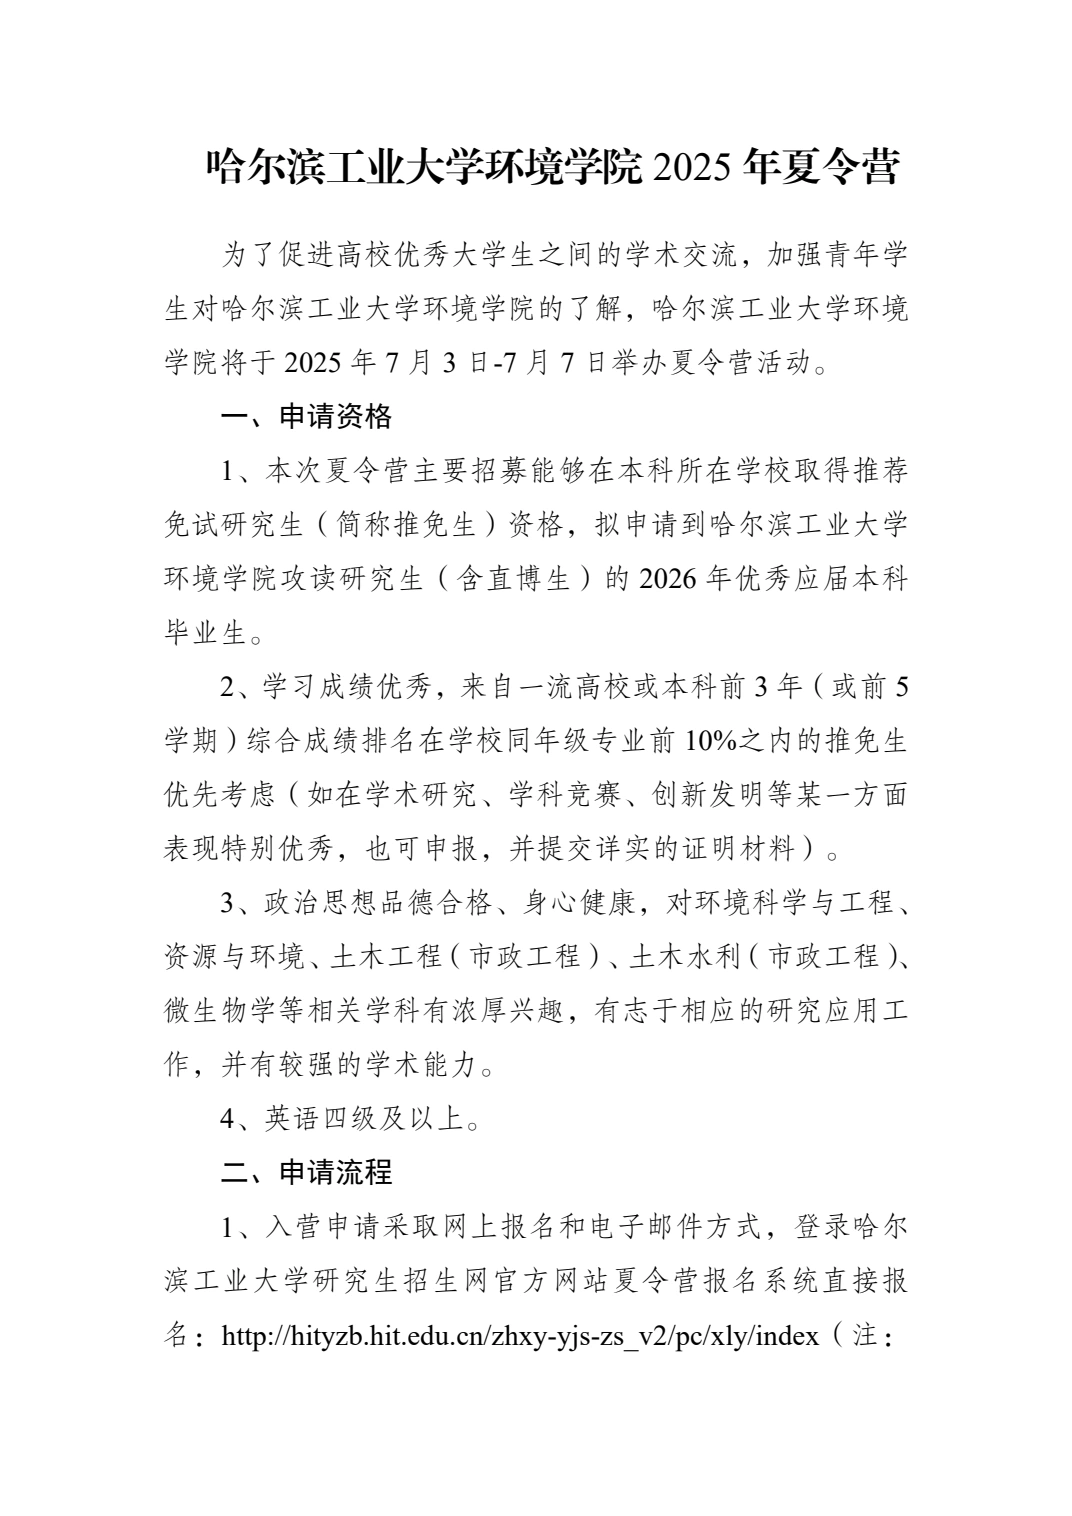 哈尔滨工业大学环境学院 2025 年夏令营
为了促进高校优秀大学生之间的学术交流，加强青年学
生对哈尔滨工业大学环境学院的了解，哈尔滨工业大学环境
学院将于 2025 年 7 月 3 日-7 月 7 日举办夏令营活动。
一、申请资格
1、本次夏令营主要招募能够在本科所在学校取得推荐
免试研究生（简称推免生）资格，拟申请到哈尔滨工业大学
环境学院攻读研究生（含直博生）的 2026 年优秀应届本科
毕业生。
2、学习成绩优秀，来自一流高校或本科前 3 年（或前 5
学期）综合成绩排名在学校同年级专业前 10%之内的推免生
优先考虑（如在学术研究、学科竞赛、创新发明等某一方面
表现特别优秀，也可申报，并提交详实的证明材料）。
3、政治思想品德合格、身心健康，对环境科学与工程、
资源与环境、土木工程（市政工程）、土木水利（市政工程）、
微生物学等相关学科有浓厚兴趣，有志于相应的研究应用工
作，并有较强的学术能力。
4、英语四级及以上。
二、申请流程
1、入营申请采取网上报名和电子邮件方式，登录哈尔
滨工业大学研究生招生网官方网站夏令营报名系统直接报
名：http://hityzb.hit.edu.cn/zhxy-yjs-zs_v2/pc/xly/index（注：